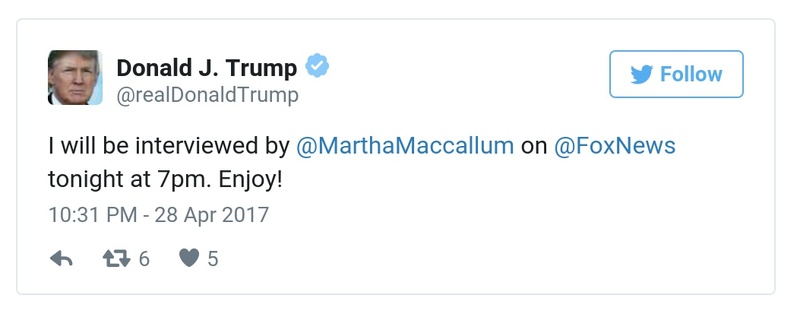 Donald J. Trump
@realDonaldTrump
Follow
I will be interviewed by @MarthaMaccallum on @FoxNews
tonight at 7pm. Enjoy!
10:31 PM - 28 Apr 2017
6 5